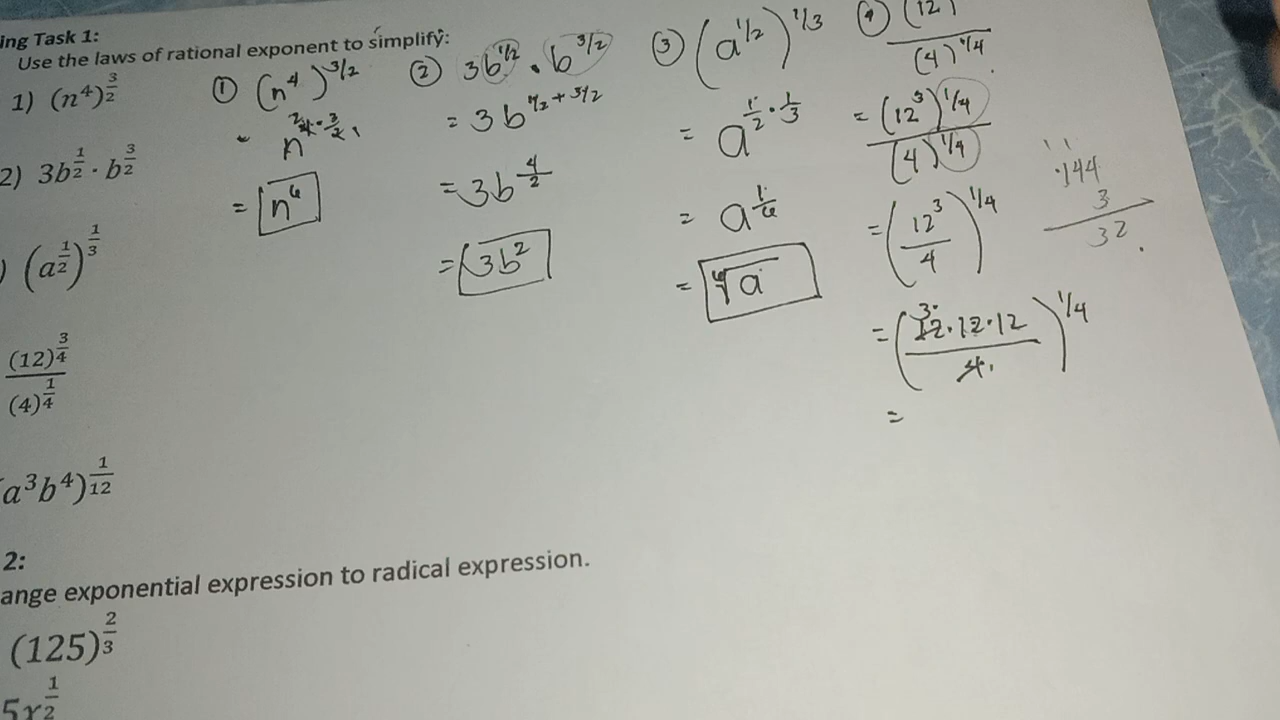 ing Task 1:
Use the laws of rational exponent to simplify:
1) (n⁴)^(3/2)
2) 3b^(1/2) · b^(3/2)
) (a^(1/2))^(1/3)
(12)^(3/4) / (4)^(1/4)
a³b⁴)^(1/12)
2:
ange exponential expression to radical expression.
(125)^(2/3)
5x^(1/2)
① (n⁴)^(3/2)
n^(4·3/2)
= n⁶
② 3b^(1/2) · b^(3/2)
= 3b^(1/2 + 3/2)
= 3b^(4/2)
= 3b²
③ (a^(1/2))^(1/3)
= a^(1/2 · 1/3)
= a^(1/6)
= ⁶√a
④ (12) / (4)^(1/4)
= (12³)^(1/4) / (4)^(1/4)
= (12³ / 4)^(1/4)
= (12·12·12 / 4)^(1/4)
=
144
3
32